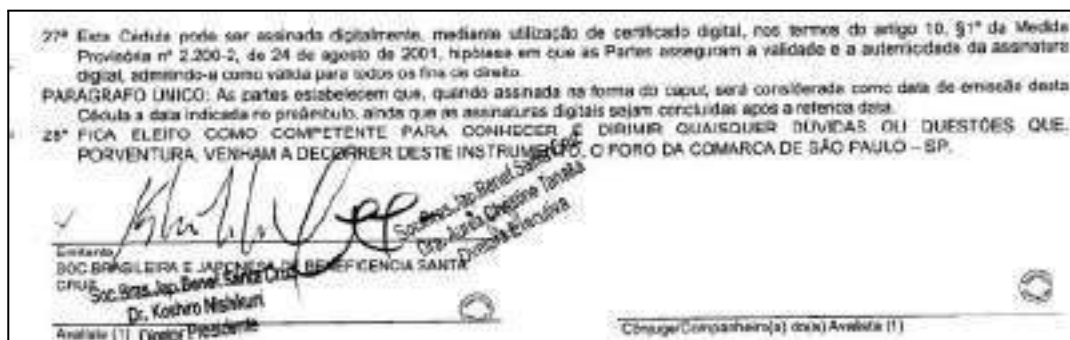 27ª Esta Cédula pode ser assinada digitalmente, mediante utilização de certificado digital, nos termos do artigo 10, §1º da Medida
Provisória nº 2.200-2, de 24 de agosto de 2001, hipótese em que as Partes asseguram a validade e a autenticidade da assinatura
digital, admitindo-a como válida para todos os fins de direito.
PARÁGRAFO ÚNICO: As partes estabelecem que, quando assinada na forma do caput, será considerada como data de emissão desta
Cédula a data indicada no preâmbulo, ainda que as assinaturas digitais sejam concluídas após a referida data.
28ª FICA ELEITO COMO COMPETENTE PARA CONHECER E DIRIMIR QUAISQUER DÚVIDAS OU QUESTÕES QUE,
PORVENTURA, VENHAM A DECORRER DESTE INSTRUMENTO, O FORO DA COMARCA DE SÃO PAULO – SP.
Soc. Bras. Jap. Benef. Santa Cruz
Dra. Christine Tanaka
Diretora Executiva
Emitente
SOC BRASILEIRA E JAPONESA DE BENEFICENCIA SANTA
CRUZ
Soc. Bras. Jap. Benef. Santa Cruz
Dr. Koshiro Nishikuni
Diretor Presidente
Avalista (1)
Cônjuge/Companheiro(a) do(a) Avalista (1)